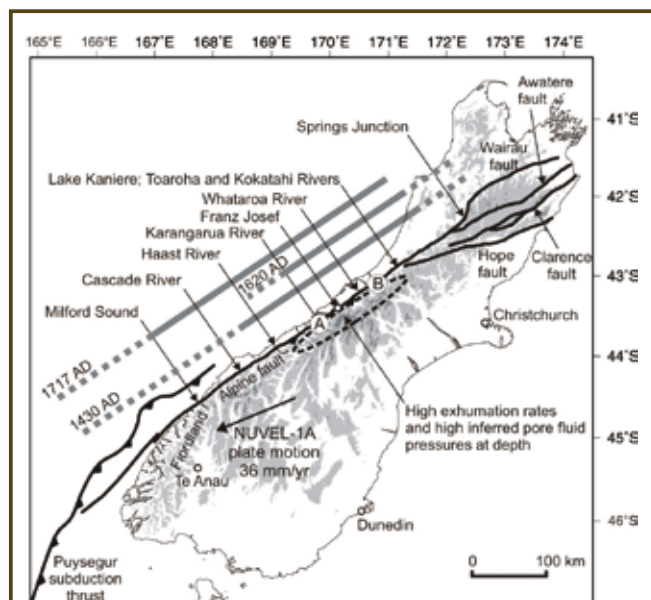 165°E 166°E 167°E 168°E 169°E 170°E 171°E 172°E 173°E 174°E
Awatere
fault
41°S
Springs Junction
Wairau
fault
Lake Kaniere; Toaroha and Kokatahi Rivers
42°S
Whataroa River
Franz Josef
Karangarua River
Haast River
1620 AD
Hope
fault
Clarence
fault
Cascade River
43°S
B
Milford Sound
Christchurch
A
1717 AD
44°S
1430 AD
Alpine fault
High exhumation rates
and high inferred pore fluid
pressures at depth
Fiordland
NUVEL-1A
plate motion
36 mm/yr
45°S
Te Anau
Dunedin
46°S
Puysegur
subduction
thrust
0 100 km